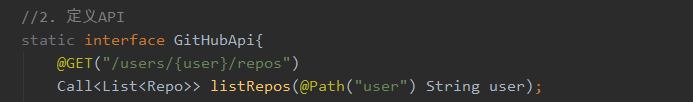 //2. 定义API
static interface GitHubApi{
@GET("/users/{user}/repos")
Call<List<Repo>> listRepos(@Path("user") String user);